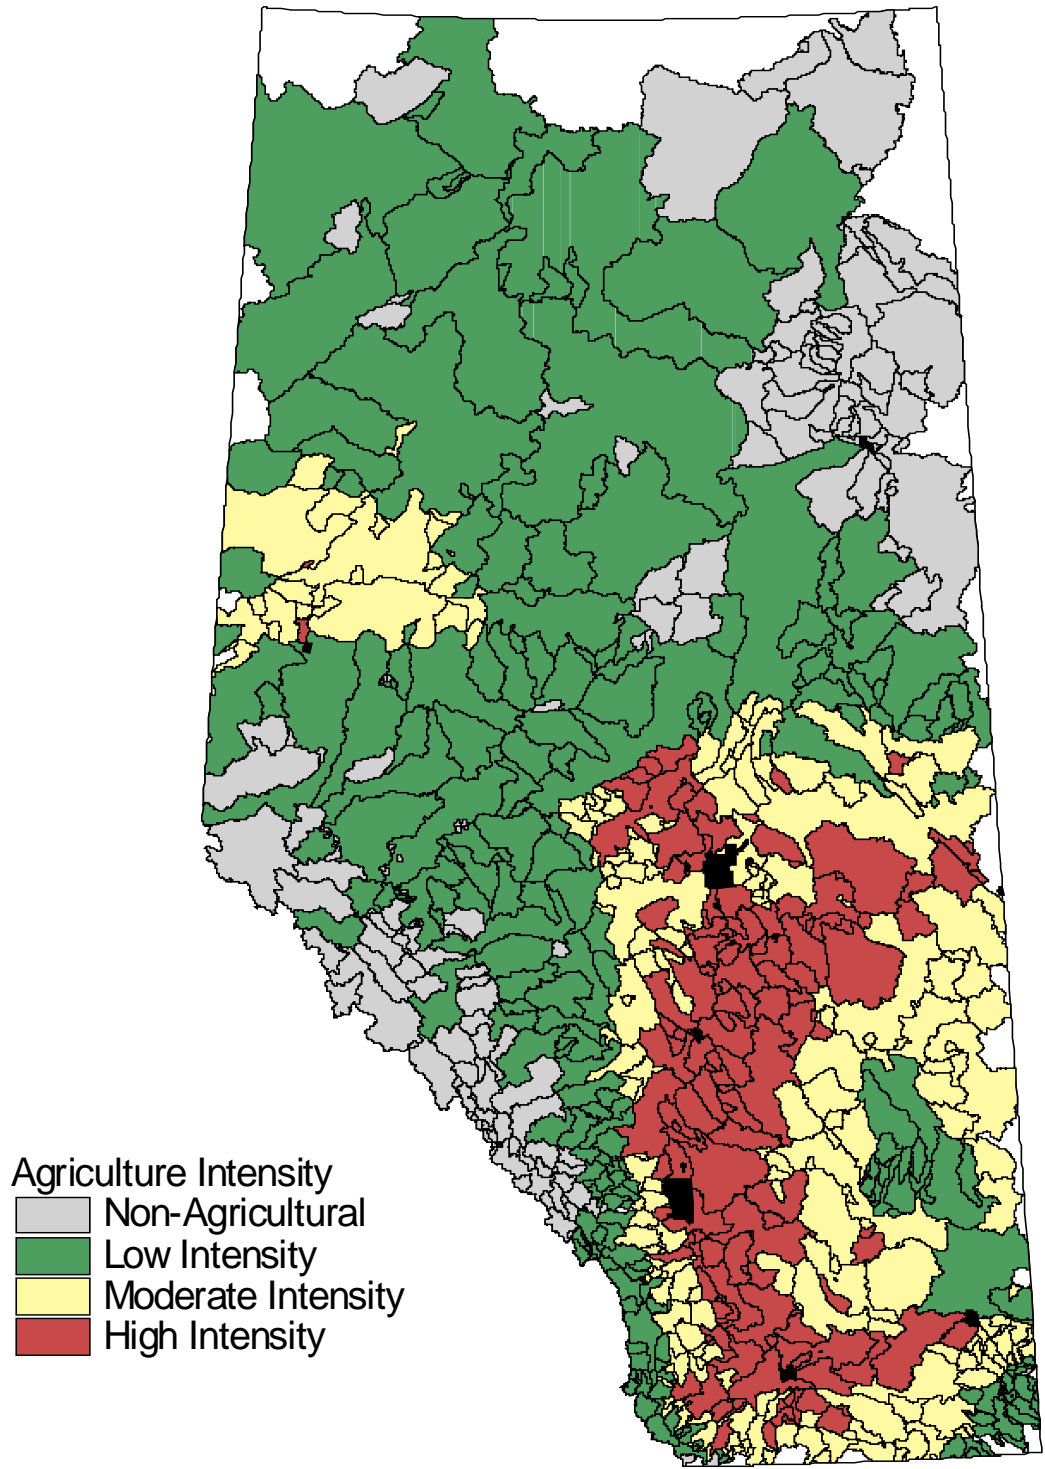 Agriculture Intensity
Non-Agricultural
Low Intensity
Moderate Intensity
High Intensity